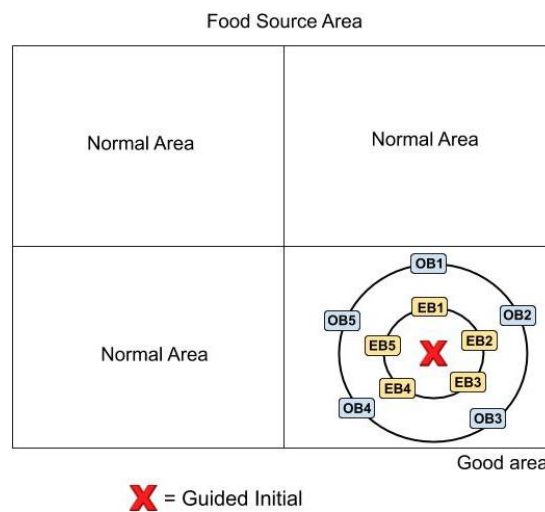 Food Source Area
Normal Area
Normal Area
Normal Area
OB1
EB1
OB2
OB5
EB2
EB5
EB3
EB4
OB4
OB3
Good area
X = Guided Initial